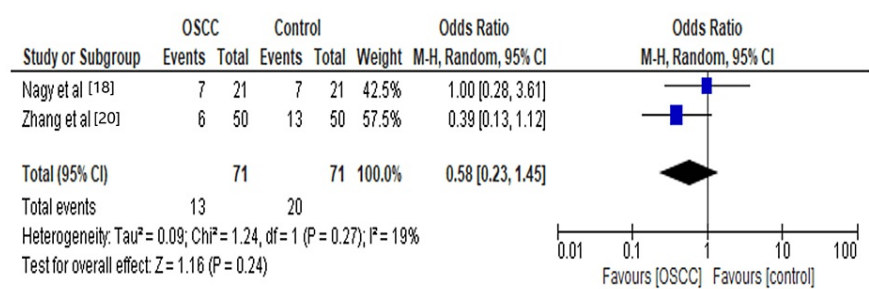 OSCC Control Odds Ratio Odds Ratio
Study or Subgroup Events Total Events Total Weight M-H, Random, 95% CI M-H, Random, 95% CI
Nagy et al [18] 7 21 7 21 42.5% 1.00 [0.28, 3.61]
Zhang et al [20] 6 50 13 50 57.5% 0.39 [0.13, 1.12]
Total (95% CI) 71 71 100.0% 0.58 [0.23, 1.45]
Total events 13 20
Heterogeneity: Tau² = 0.09; Chi² = 1.24, df = 1 (P = 0.27); I² = 19%
Test for overall effect: Z = 1.16 (P = 0.24)
0.01 0.1 1 10 100
Favours [OSCC] Favours [control]